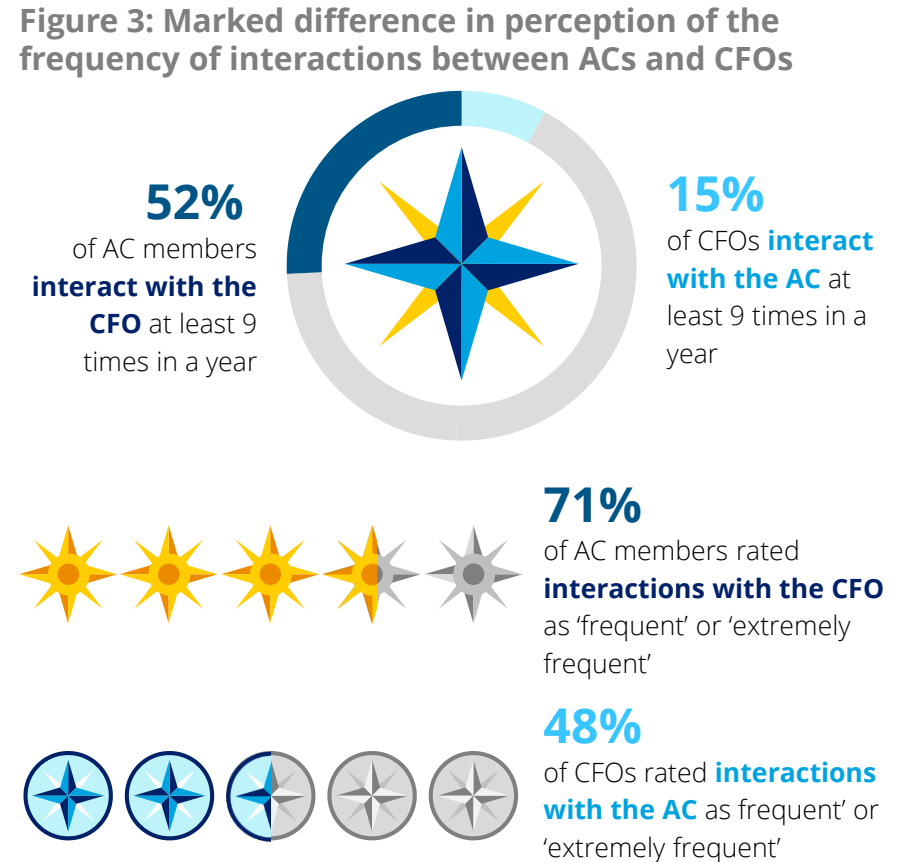 Figure 3: Marked difference in perception of the
frequency of interactions between ACs and CFOs
52%
of AC members
interact with the
CFO at least 9
times in a year
15%
of CFOs interact
with the AC at
least 9 times in a
year
71%
of AC members rated
interactions with the CFO
as ‘frequent’ or ‘extremely
frequent’
48%
of CFOs rated interactions
with the AC as frequent’ or
‘extremely frequent’